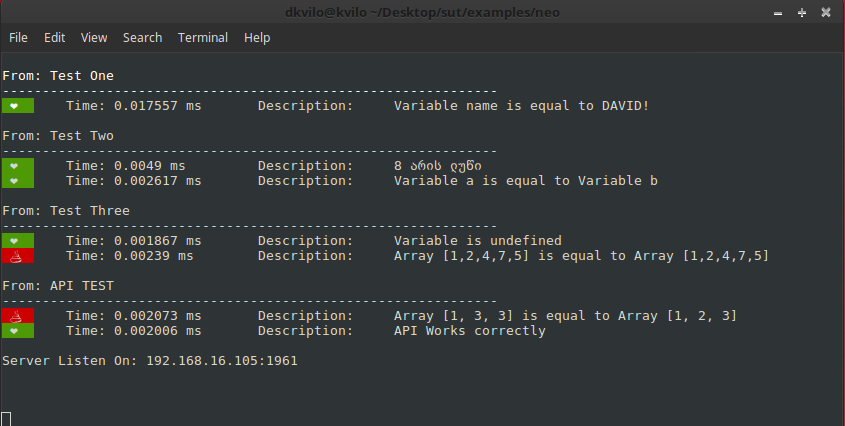 dkvilo@kvilo ~/Desktop/sut/examples/neo
File Edit View Search Terminal Help
From: Test One
--------------------------------------------------------------
❤ Time: 0.017557 ms Description: Variable name is equal to DAVID!
From: Test Two
--------------------------------------------------------------
❤ Time: 0.0049 ms Description: 8 არის ლუწი
❤ Time: 0.002617 ms Description: Variable a is equal to Variable b
From: Test Three
--------------------------------------------------------------
❤ Time: 0.001867 ms Description: Variable is undefined
Time: 0.00239 ms Description: Array [1,2,4,7,5] is equal to Array [1,2,4,7,5]
From: API TEST
--------------------------------------------------------------
Time: 0.002073 ms Description: Array [1, 3, 3] is equal to Array [1, 2, 3]
❤ Time: 0.002006 ms Description: API Works correctly
Server Listen On: 192.168.16.105:1961